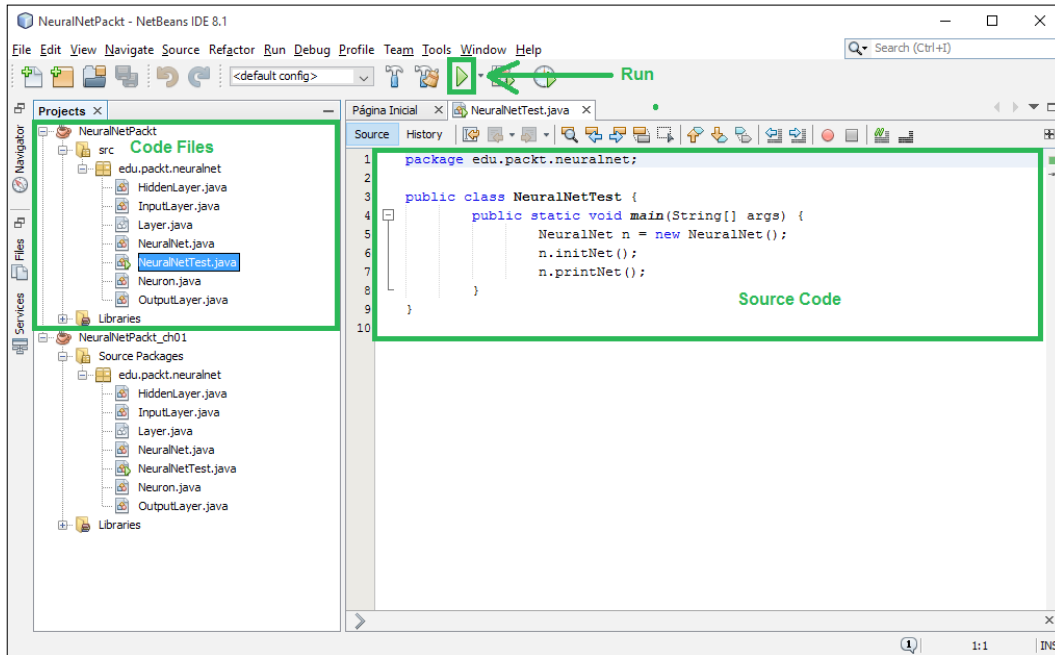 NeuralNetPackt - NetBeans IDE 8.1
File Edit View Navigate Source Refactor Run Debug Profile Team Tools Window Help
Search (Ctrl+I)
<default config>
Run
Projects
Navigator
Files
Services
NeuralNetPackt
src
Code Files
edu.packt.neuralnet
HiddenLayer.java
InputLayer.java
Layer.java
NeuralNet.java
NeuralNetTest.java
Neuron.java
OutputLayer.java
Libraries
NeuralNetPackt_ch01
Source Packages
edu.packt.neuralnet
HiddenLayer.java
InputLayer.java
Layer.java
NeuralNet.java
NeuralNetTest.java
Neuron.java
OutputLayer.java
Libraries
Página Inicial NeuralNetTest.java
Source History
1 package edu.packt.neuralnet;
2
3 public class NeuralNetTest {
4 public static void main(String[] args) {
5 NeuralNet n = new NeuralNet();
6 n.initNet();
7 n.printNet();
8 }
9 }
10
Source Code
1 1:1 INS